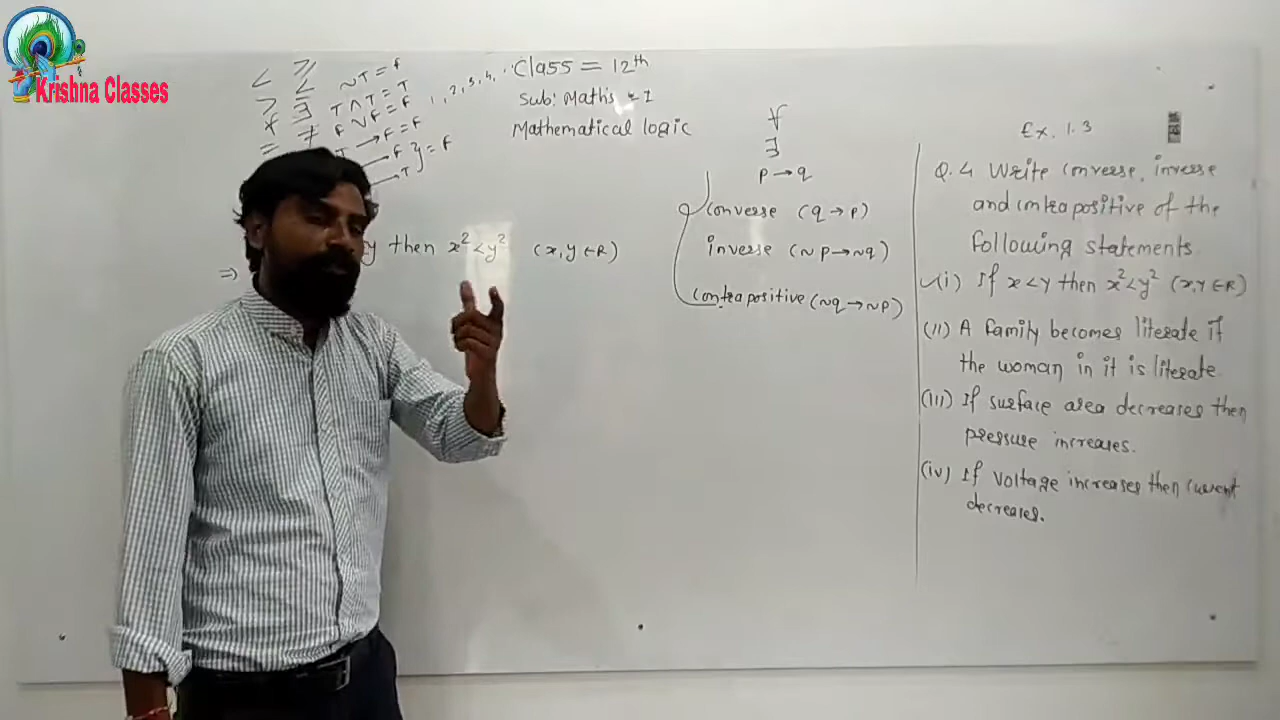 Krishna Classes
Class = 12th
Sub: Maths - 1
Mathematical logic
< ≥
> ≤ ~T = f
∃ T ∧ T = T
≠ F ∨ F = F 1, 2, 3, 4, ..
= T → F = F
→ F } = F
→ T
y then x² < y² (x, y ∈ R)
⇒
∀
∃
p → q
Converse (q → p)
inverse (~p → ~q)
Contrapositive (~q → ~p)
Ex. 1.3
Q.4 Write Converse, inverse
and Contrapositive of the
following statements.
(i) If x < y then x² < y² (x, y ∈ R)
(ii) A family becomes literate if
the woman in it is literate.
(iii) If surface area decreases then
pressure increases.
(iv) If voltage increases then current
decreases.